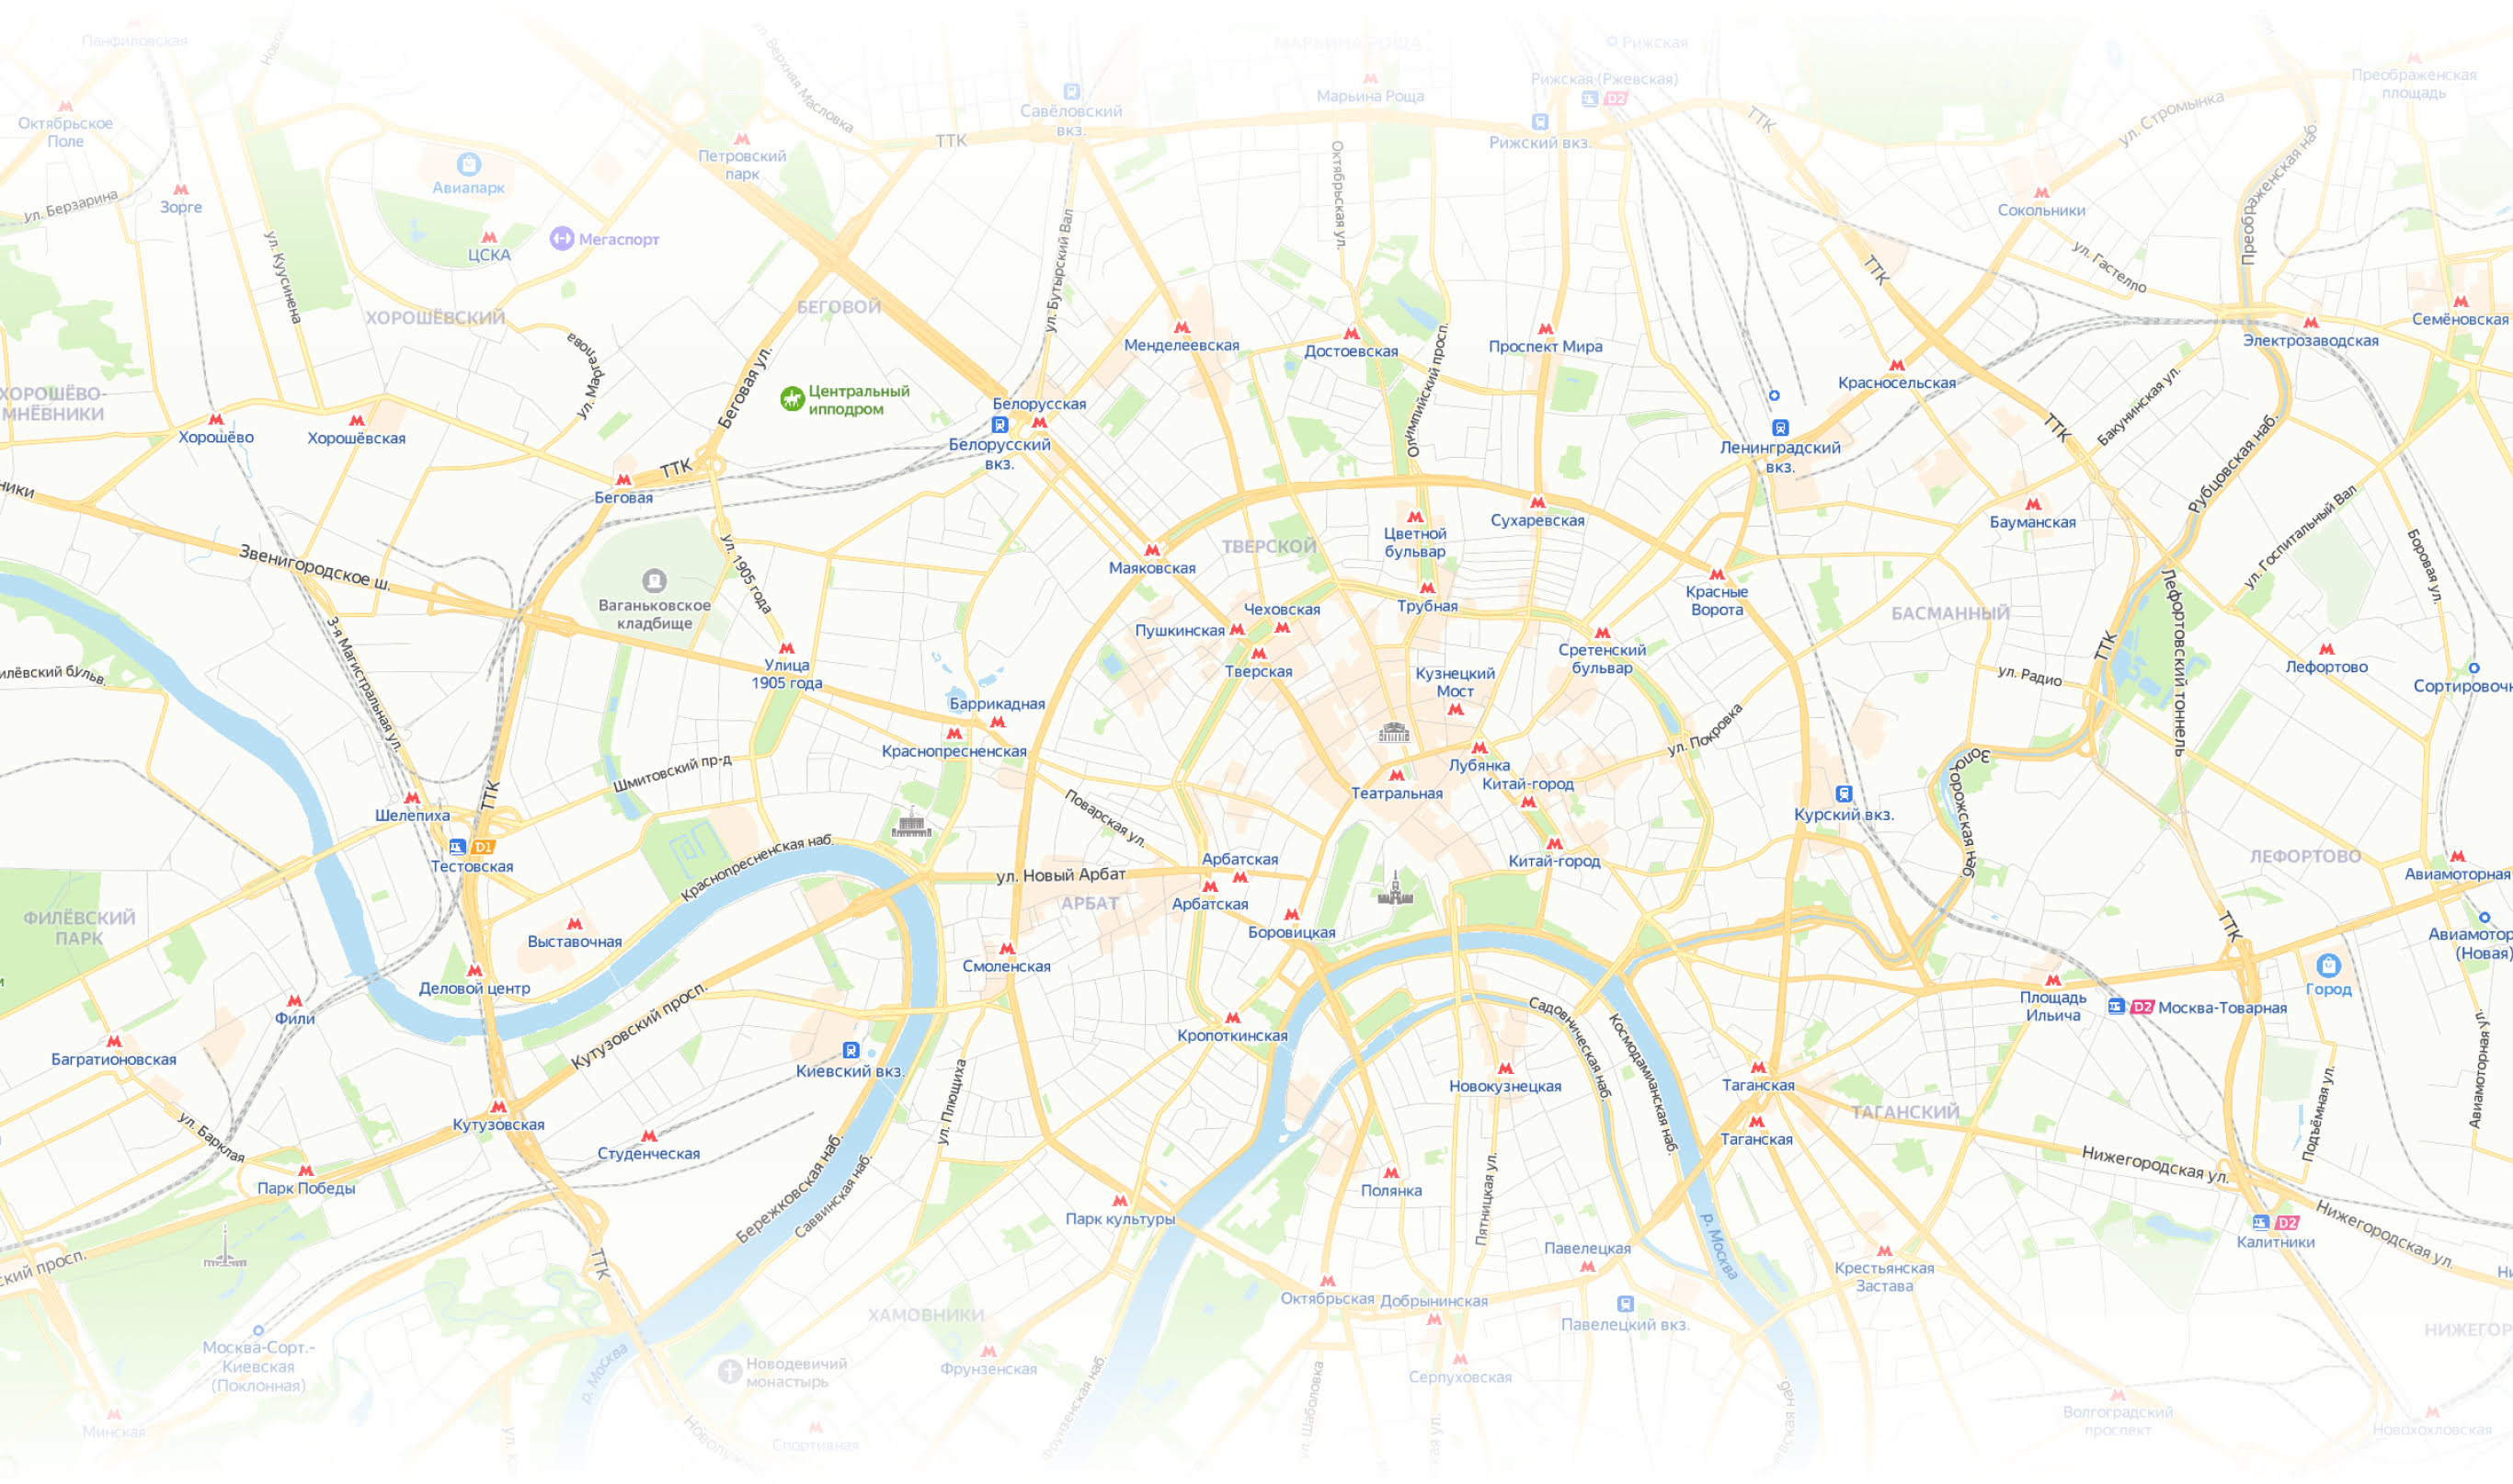 Панфиловская
МАРЬИНА РОЩА
Рижская
ул. Верхняя Масловка
Октябрьское
Поле
Савёловский
вкз.
Марьина Роща
Рижская (Ржевская)
D2
Преображенская
площадь
ТТК
Рижский вкз.
ТТК
ул. Стромынка
Преображенская наб.
Петровский
парк
Авиапарк
Зорге
ул. Берзарина
Октябрьская ул.
Сокольники
ЦСКА
Мегаспорт
ул. Куусинена
ул. Бутырский Вал
ул. Гастелло
ТТК
ХОРОШЁВСКИЙ
БЕГОВОЙ
Менделеевская
Достоевская
Проспект Мира
Семёновская
Электрозаводская
ул. Маргелова
Беговая ул.
Олимпийский просп.
Красносельская
ХОРОШЁВО-
МНЁВНИКИ
Центральный
ипподром
Белорусская
Белорусский
вкз.
Хорошёво
Хорошёвская
ТТК
Беговая
Ленинградский
вкз.
ТТК
Бакунинская ул.
Рубцовская наб.
Сухаревская
Цветной
бульвар
ТВЕРСКОЙ
Бауманская
ул. Госпитальный Вал
Боровая ул.
Звенигородское ш.
ул. 1905 года
Маяковская
Ваганьковское
кладбище
Чеховская
Пушкинская
Трубная
Красные
Ворота
БАСМАННЫЙ
Тверская
Сретенский
бульвар
Кузнецкий
Мост
ТТК
Лефортовский тоннель
Лефортово
3-я Магистральная ул.
Улица
1905 года
ул. Радио
Баррикадная
Краснопресненская
ул. Покровка
Шмитовский пр-д
Лубянка
Театральная
Китай-город
Шелепиха
ТТК
Поварская ул.
Золоторожская наб.
Курский вкз.
D1
Тестовская
Краснопресненская наб.
Арбатская
Китай-город
ЛЕФОРТОВО
ул. Новый Арбат
Арбатская
АРБАТ
Авиамоторная
ФИЛЁВСКИЙ
ПАРК
Выставочная
Боровицкая
ТТК
Смоленская
Деловой центр
Город
Фили
Площадь
Ильича
D2
Москва-Товарная
Кутузовский просп.
Кропоткинская
Садовническая наб.
Космодамианская наб.
Багратионовская
Киевский вкз.
Новокузнецкая
Таганская
ТАГАНСКИЙ
Авиамоторная ул.
Подъёмная ул.
ул. Плющиха
Кутузовская
ул. Барклая
Студенческая
Таганская
Бережковская наб.
Саввинская наб.
Нижегородская ул.
Парк Победы
Полянка
Пятницкая ул.
Парк культуры
р. Москва
D2
Калитники
Нижегородская ул.
Павелецкая
Крестьянская
Застава
ТТК
Октябрьская
Добрынинская
Павелецкий вкз.
ХАМОВНИКИ
Москва-Сорт.-
Киевская
(Поклонная)
р. Москва
Новодевичий
монастырь
Фрунзенская
Фрунзенская наб.
ул. Шаболовка
Серпуховская
Минская
Спортивная
Волгоградский
проспект
Новохохловская